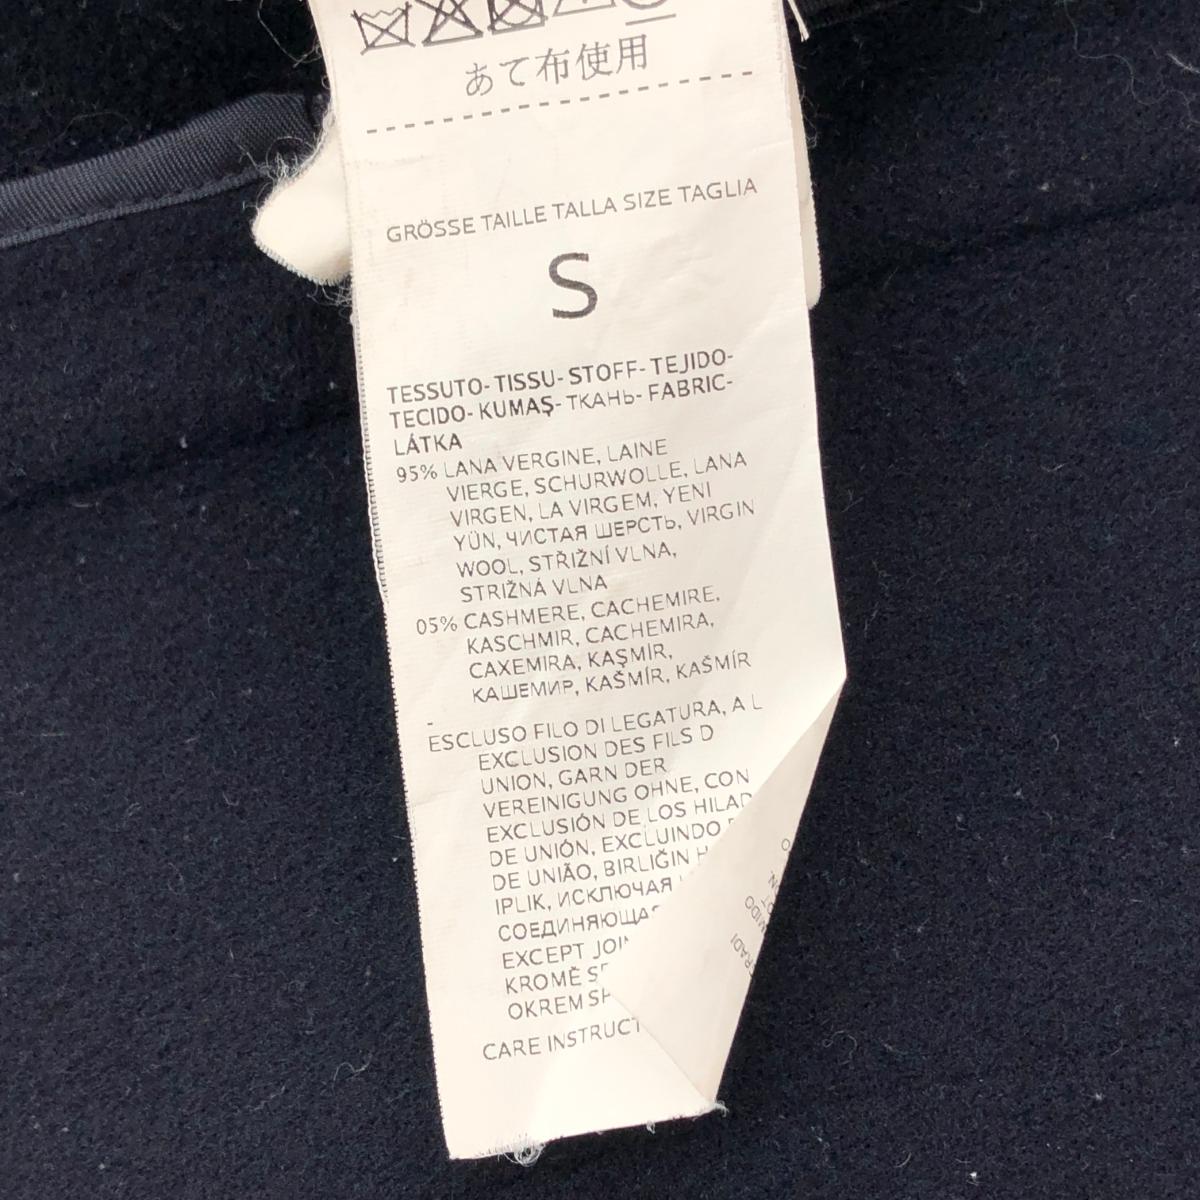 あて布使用
GRÖSSE TAILLE TALLA SIZE TAGLIA
S
TESSUTO- TISSU- STOFF- TEJIDO-
TECIDO- KUMAŞ- ТКАНЬ- FABRIC-
LÁTKA
95% LANA VERGINE, LAINE
VIERGE, SCHURWOLLE, LANA
VIRGEN, LA VIRGEM, YENI
YÜN, ЧИСТАЯ ШЕРСТЬ, VIRGIN
WOOL, STŘIŽNÍ VLNA,
STRIŽNÁ VLNA
05% CASHMERE, CACHEMIRE,
KASCHMIR, CACHEMIRA,
CAXEMIRA, KAŞMİR,
КАШЕМИР, KAŠMÍR, KAŠMÍR
-
ESCLUSO FILO DI LEGATURA, A L
EXCLUSION DES FILS D
UNION, GARN DER
VEREINIGUNG OHNE, CON
EXCLUSIÓN DE LOS HILAD
DE UNIÓN, EXCLUINDO
DE UNIÃO, BIRLIĞIN
IPLIK, ИСКЛЮЧАЯ
СОЕДИНЯЮЩА
EXCEPT JOI
KROMĚ
OKREM
CARE INSTRUCT